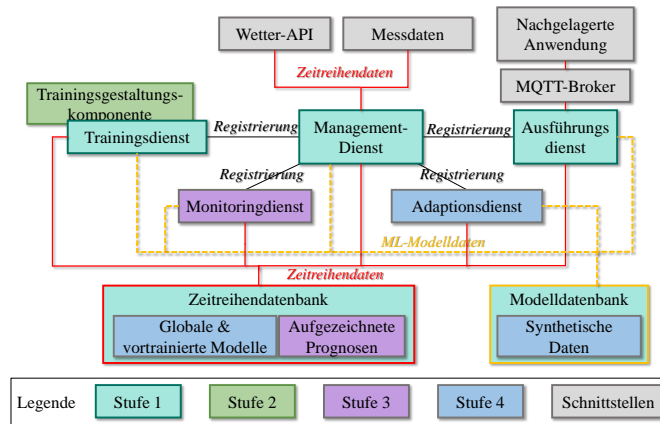 Wetter-API
Messdaten
Nachgelagerte
Anwendung
Zeitreihendaten
MQTT-Broker
Trainingsgestaltungs-
komponente
Trainingsdienst
Registrierung
Management-
Dienst
Registrierung
Ausführungs
dienst
Registrierung
Registrierung
Monitoringdienst
Adaptionsdienst
ML-Modelldaten
Zeitreihendaten
Zeitreihendatenbank
Globale &
vortrainierte Modelle
Aufgezeichnete
Prognosen
Modelldatenbank
Synthetische
Daten
Legende
Stufe 1
Stufe 2
Stufe 3
Stufe 4
Schnittstellen